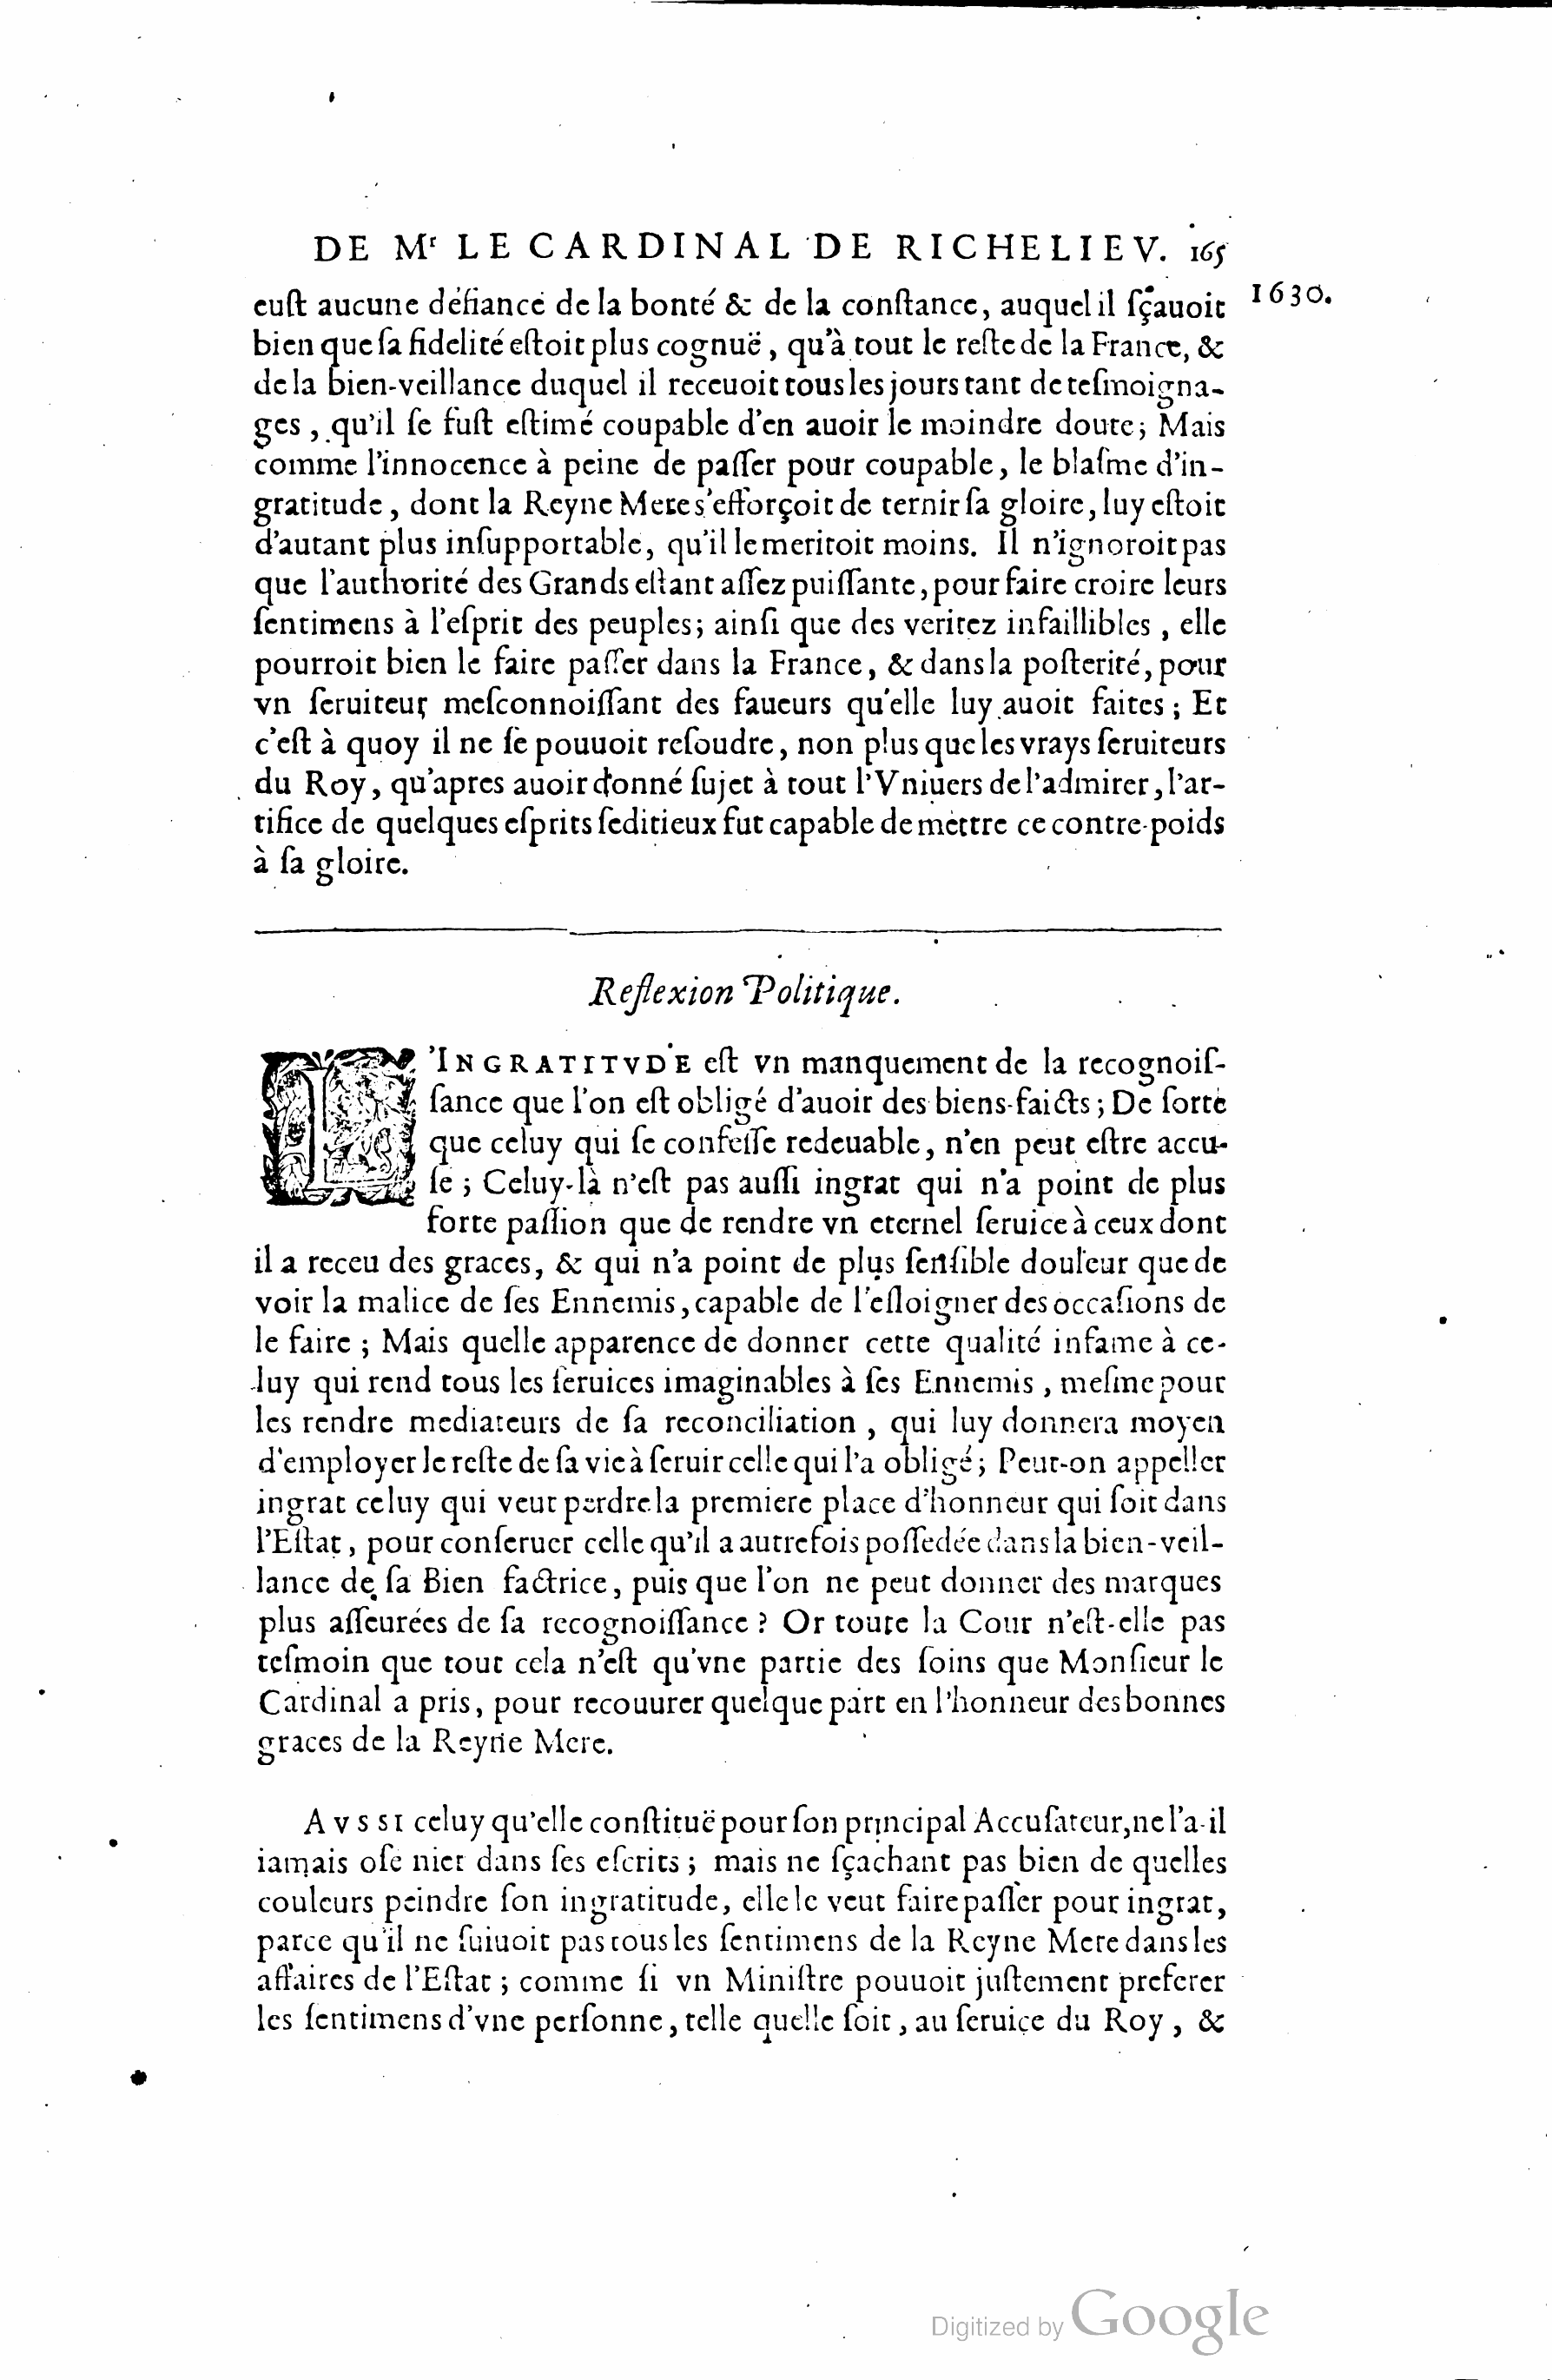 DE Mr LE CARDINAL DE RICHELIEV. 165
1630.
eust aucune défiance de la bonté & de la constance, auquel il sçauoit
bien que sa fidelité estoit plus cognuë, qu'à tout le reste de la France, &
de la bien-veillance duquel il receuoit tous les jours tant de tesmoigna-
ges, qu'il se fust estimé coupable d'en auoir le moindre doute; Mais
comme l'innocence à peine de passer pour coupable, le blasme d'in-
gratitude, dont la Reyne Mere s'efforçoit de ternir sa gloire, luy estoit
d'autant plus insupportable, qu'il le meritoit moins. Il n'ignoroit pas
que l'authorité des Grands estant assez puissante, pour faire croire leurs
sentimens à l'esprit des peuples; ainsi que des veritez infaillibles, elle
pourroit bien le faire passer dans la France, & dans la posterité, pour
vn seruiteur mesconnoissant des faueurs qu'elle luy auoit faites; Et
c'est à quoy il ne se pouuoit resoudre, non plus que les vrays seruiteurs
du Roy, qu'apres auoir donné sujet à tout l'Vniuers de l'admirer, l'ar-
tifice de quelques esprits seditieux fut capable de mettre ce contre-poids
à sa gloire.
Reflexion Politique.
L'INGRATITVDE est vn manquement de la recognois-
sance que l'on est obligé d'auoir des biens-faicts; De sorte
que celuy qui se confesse redeuable, n'en peut estre accu-
sé; Celuy-là n'est pas aussi ingrat qui n'a point de plus
forte passion que de rendre vn eternel seruice à ceux dont
il a receu des graces, & qui n'a point de plus sensible douleur que de
voir la malice de ses Ennemis, capable de l'esloigner des occasions de
le faire; Mais quelle apparence de donner cette qualité infame à ce-
luy qui rend tous les seruices imaginables à ses Ennemis, mesme pour
les rendre mediateurs de sa reconciliation, qui luy donnera moyen
d'employer le reste de sa vie à seruir celle qui l'a obligé; Peut-on appeller
ingrat celuy qui veut perdre la premiere place d'honneur qui soit dans
l'Estat, pour conseruer celle qu'il a autrefois possedée dans la bien-veil-
lance de sa Bien factrice, puis que l'on ne peut donner des marques
plus asseurées de sa recognoissance? Or toute la Cour n'est-elle pas
tesmoin que tout cela n'est qu'vne partie des soins que Monsieur le
Cardinal a pris, pour recouurer quelque part en l'honneur des bonnes
graces de la Reyne Mere.
AVSSI celuy qu'elle constituë pour son principal Accusateur, ne l'a-il
iamais osé nier dans ses escrits; mais ne sçachant pas bien de quelles
couleurs peindre son ingratitude, elle le veut faire passer pour ingrat,
parce qu'il ne suiuoit pas tous les sentimens de la Reyne Mere dans les
affaires de l'Estat; comme si vn Ministre pouuoit justement preferer
les sentimens d'vne personne, telle quelle soit, au seruice du Roy, &
Digitized by Google